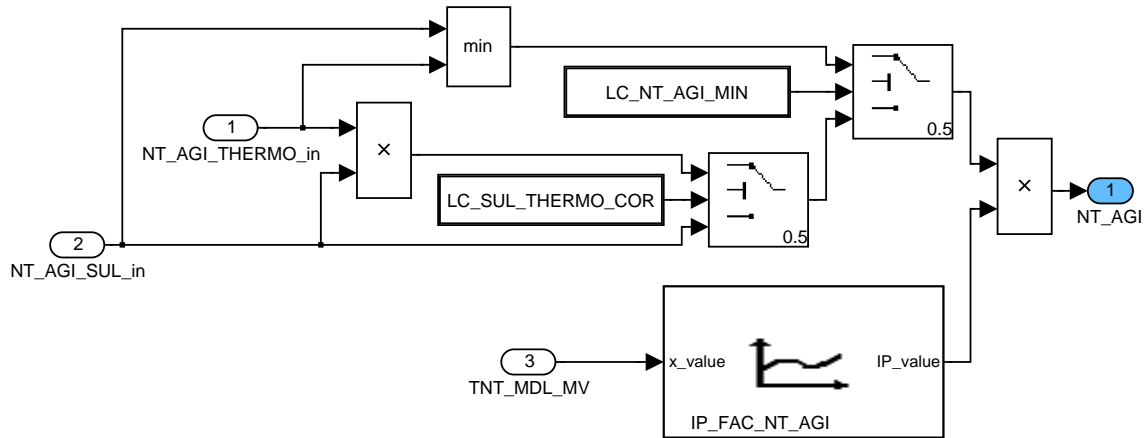 min
LC_NT_AGI_MIN
0.5
1
NT_AGI_THERMO_in
×
LC_SUL_THERMO_COR
0.5
×
1
NT_AGI
2
NT_AGI_SUL_in
3
TNT_MDL_MV
x_value
IP_value
IP_FAC_NT_AGI